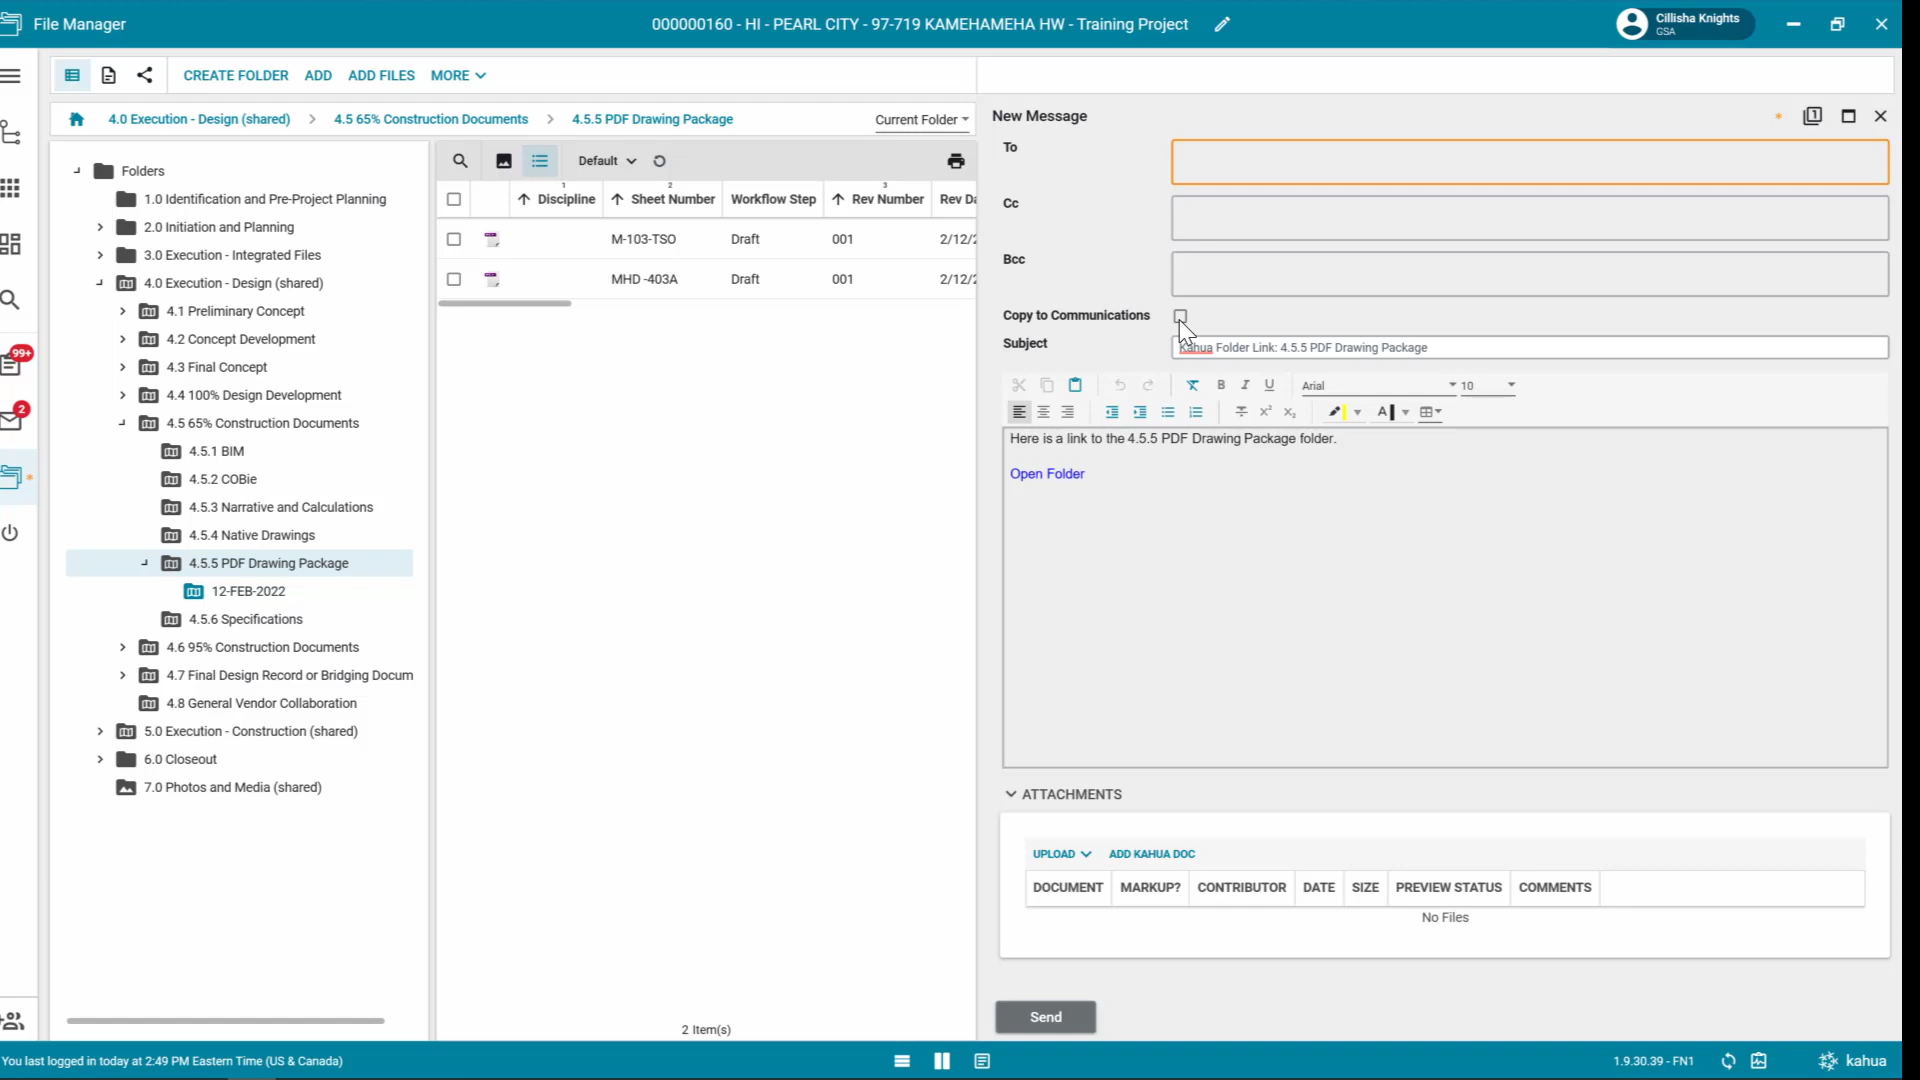 File Manager
000000160 - HI - PEARL CITY - 97-719 KAMEHAMEHA HW - Training Project
Cillisha Knights
GSA
CREATE FOLDER ADD ADD FILES MORE
4.0 Execution - Design (shared) > 4.5 65% Construction Documents > 4.5.5 PDF Drawing Package
Current Folder
Folders
1.0 Identification and Pre-Project Planning
2.0 Initiation and Planning
3.0 Execution - Integrated Files
4.0 Execution - Design (shared)
4.1 Preliminary Concept
4.2 Concept Development
4.3 Final Concept
4.4 100% Design Development
4.5 65% Construction Documents
4.5.1 BIM
4.5.2 COBie
4.5.3 Narrative and Calculations
4.5.4 Native Drawings
4.5.5 PDF Drawing Package
12-FEB-2022
4.5.6 Specifications
4.6 95% Construction Documents
4.7 Final Design Record or Bridging Docum
4.8 General Vendor Collaboration
5.0 Execution - Construction (shared)
6.0 Closeout
7.0 Photos and Media (shared)
99+
2
Default
1 2 3
Discipline Sheet Number Workflow Step Rev Number Rev Da
M-103-TSO Draft 001 2/12/2
MHD -403A Draft 001 2/12/2
2 Item(s)
New Message
1
To
Cc
Bcc
Copy to Communications
Subject
Kahua Folder Link: 4.5.5 PDF Drawing Package
B I U Arial 10
X² X₂ A
Here is a link to the 4.5.5 PDF Drawing Package folder.
Open Folder
ATTACHMENTS
UPLOAD ADD KAHUA DOC
DOCUMENT MARKUP? CONTRIBUTOR DATE SIZE PREVIEW STATUS COMMENTS
No Files
Send
You last logged in today at 2:49 PM Eastern Time (US & Canada)
1.9.30.39 - FN1
kahua